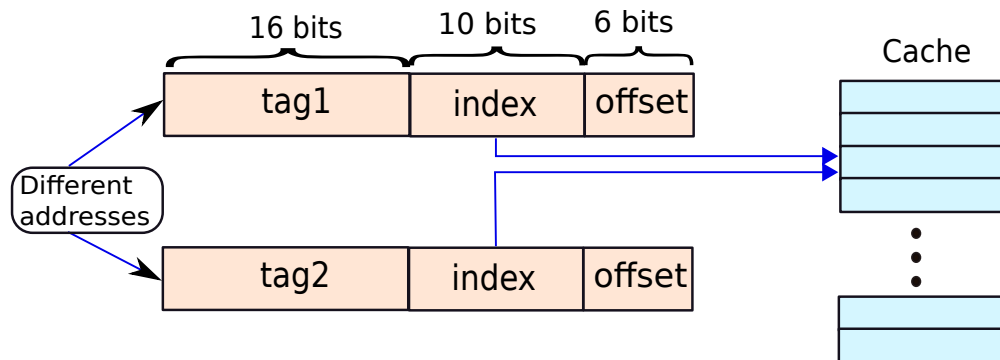 16 bits
10 bits
6 bits
Cache
tag1
index
offset
Different
addresses
tag2
index
offset